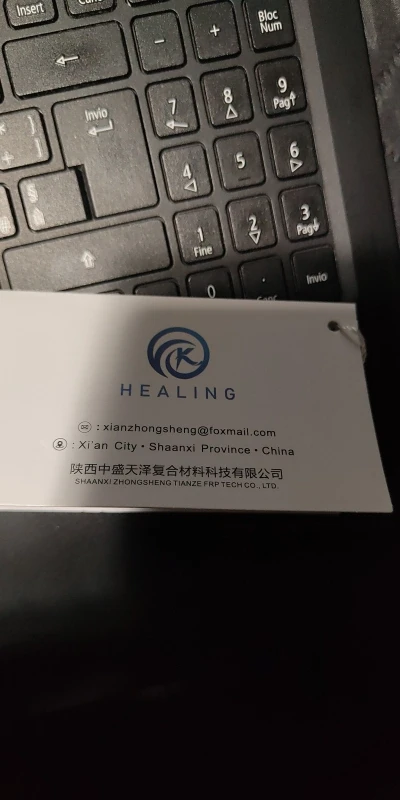 Insert
Canc
Bloc
Num
-
+
←
Invio
7
8
9
Pag
4
5
6
1
Fine
2
3
Pag
§
*
+
]
0
.
Canc
Invio
K
HEALING
: xianzhongsheng@foxmail.com
: Xi'an City · Shaanxi Province · China
陕西中盛天泽复合材料科技有限公司
SHAANXI ZHONGSHENG TIANZE FRP TECH CO., LTD.